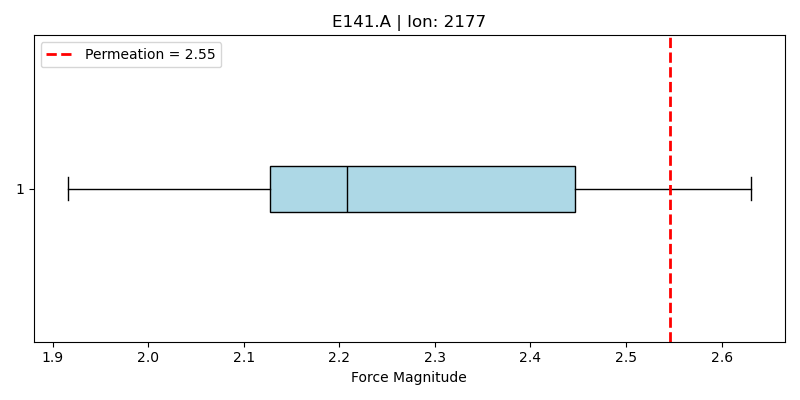 E141.A | Ion: 2177
Permeation = 2.55
1
1.9 2.0 2.1 2.2 2.3 2.4 2.5 2.6
Force Magnitude